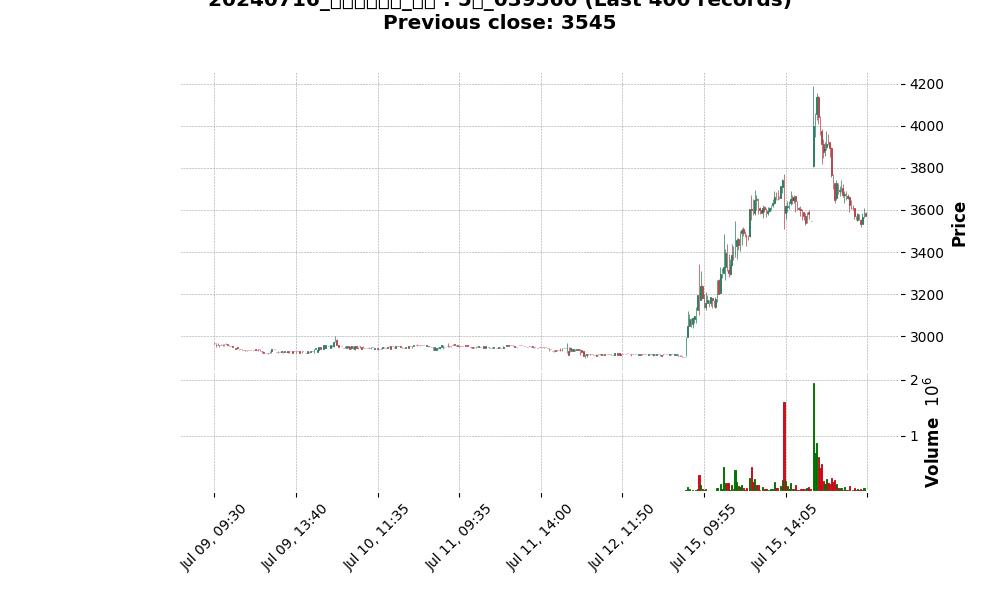 Previous close: 3545
4200
4000
3800
3600
3400
3200
3000
Price
2
1
Volume 10^6
Jul 09, 09:30
Jul 09, 13:40
Jul 10, 11:35
Jul 11, 09:35
Jul 11, 14:00
Jul 12, 11:50
Jul 15, 09:55
Jul 15, 14:05